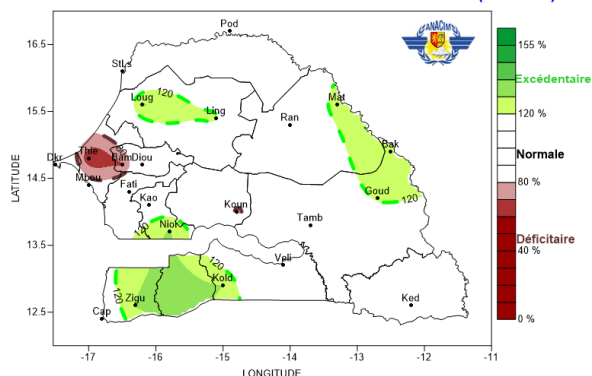 ANACIM
Pod
StLs
Loug
120
Ling
Mat
Ran
Thie
Dkr
Bam
Diou
Bak
Mbou
Fati
Kao
Koun
Goud
120
Tamb
120
Niok
120
Veli
Kold
120
Zigu
Cap
Ked
16.5
15.5
14.5
13.5
12.5
LATITUDE
-17
-16
-15
-14
-13
-12
-11
LONGITUDE
155 %
Excédentaire
120 %
Normale
80 %
Déficitaire
40 %
0 %